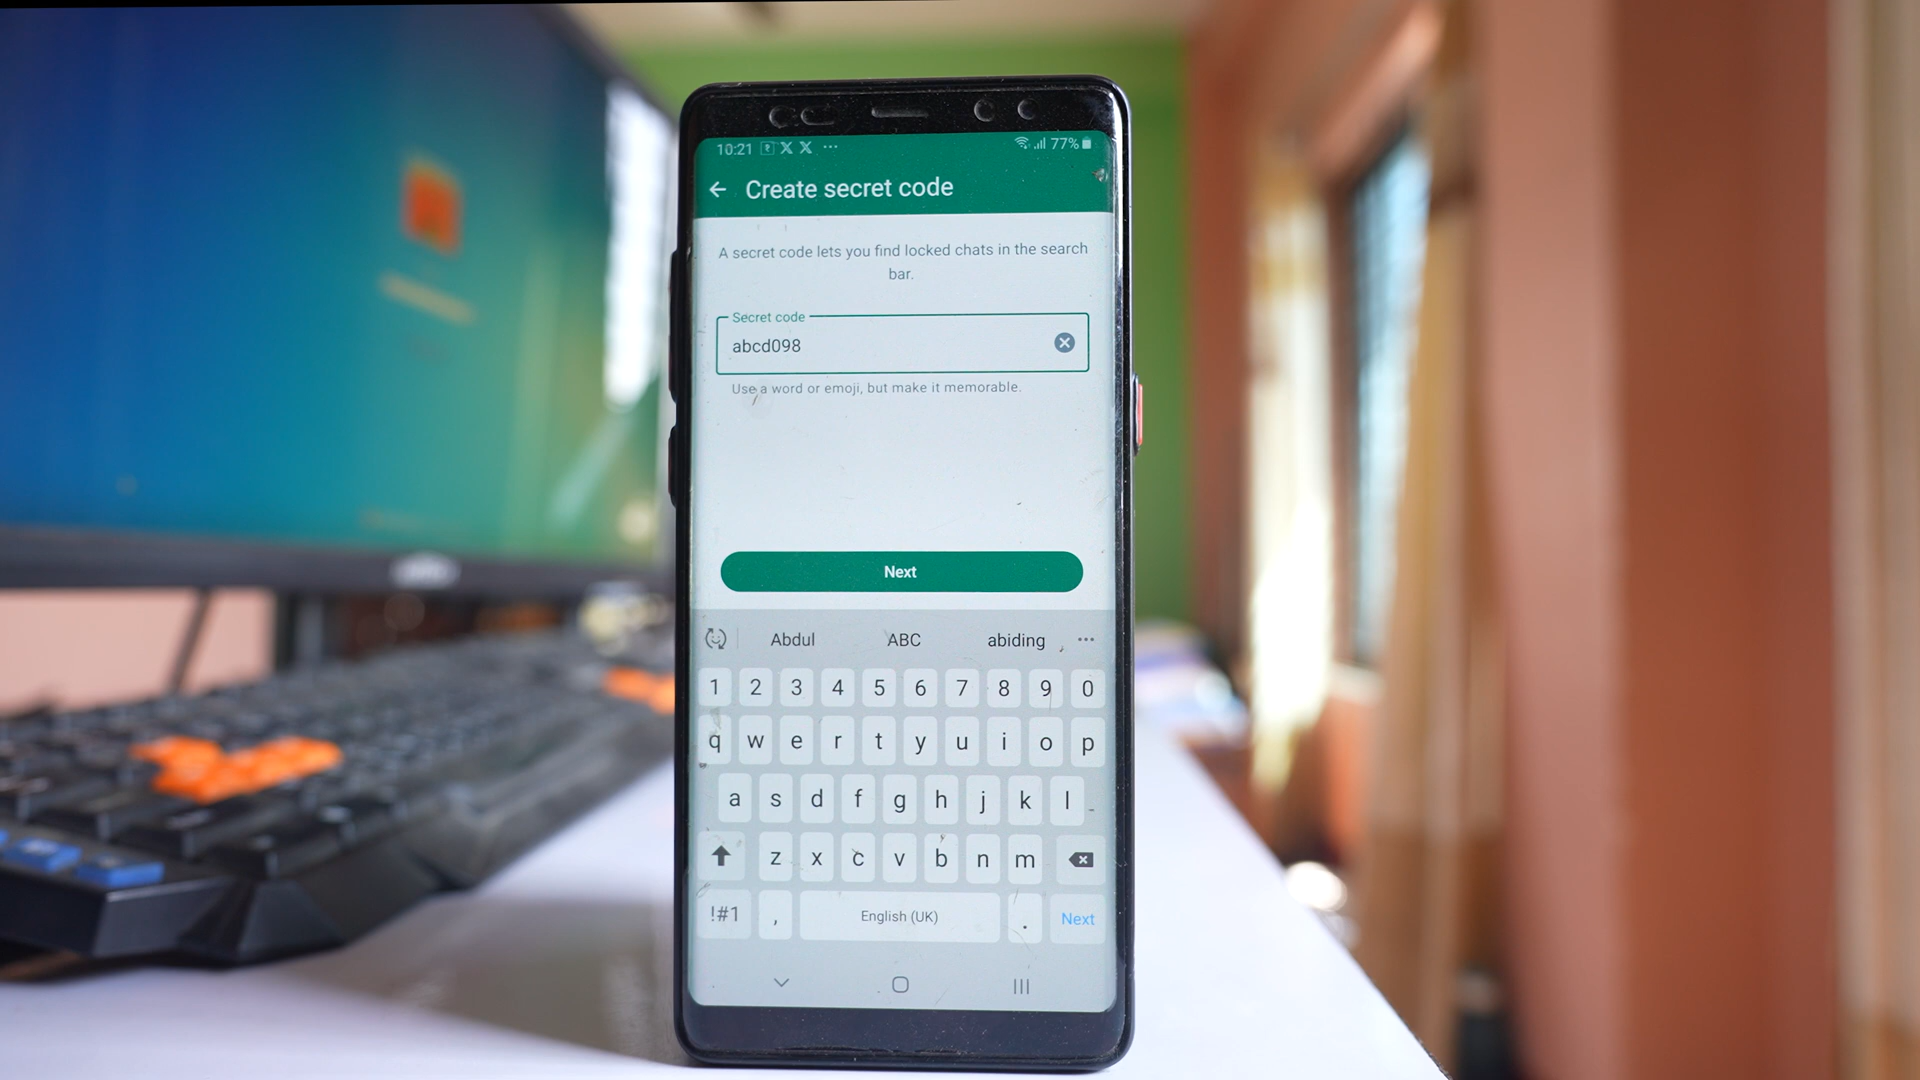 10:21 77%
Create secret code
A secret code lets you find locked chats in the search
bar.
Secret code
abcd098
Use a word or emoji, but make it memorable.
Next
Abdul ABC abiding
1 2 3 4 5 6 7 8 9 0
q w e r t y u i o p
a s d f g h j k l
z x c v b n m
!#1 , English (UK) . Next